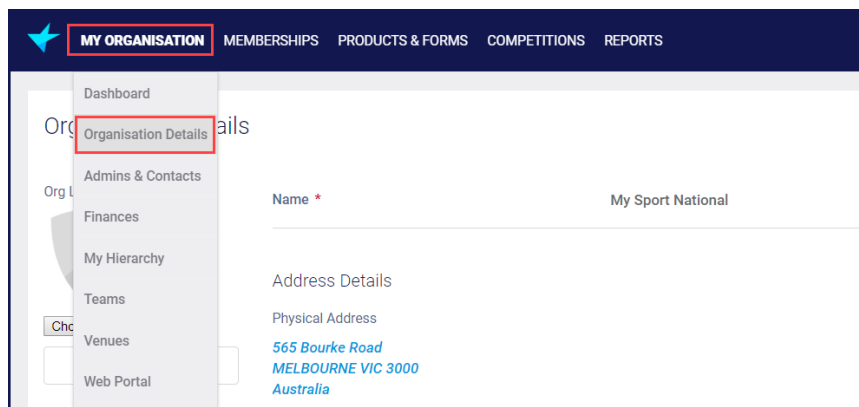 MY ORGANISATION MEMBERSHIPS PRODUCTS & FORMS COMPETITIONS REPORTS
Dashboard
Organisation Details
Admins & Contacts
Finances
My Hierarchy
Teams
Venues
Web Portal
Org
ails
Org L
Cho
Name *
My Sport National
Address Details
Physical Address
565 Bourke Road
MELBOURNE VIC 3000
Australia